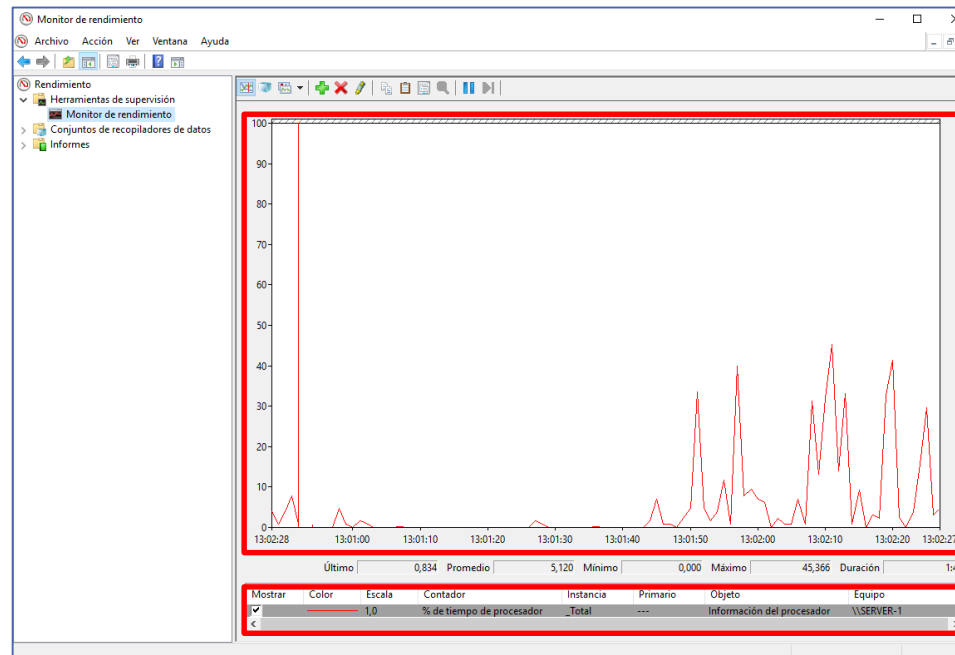 Monitor de rendimiento
Archivo Acción Ver Ventana Ayuda
Rendimiento
Herramientas de supervisión
Monitor de rendimiento
Conjuntos de recopiladores de datos
Informes
100
90
80
70
60
50
40
30
20
10
0
13:02:28 13:01:00 13:01:10 13:01:20 13:01:30 13:01:40 13:01:50 13:02:00 13:02:10 13:02:20 13:02:27
Último 0,834 Promedio 5,120 Mínimo 0,000 Máximo 45,366 Duración 1:4
Mostrar Color Escala Contador Instancia Primario Objeto Equipo
1,0 % de tiempo de procesador _Total --- Información del procesador \\SERVER-1